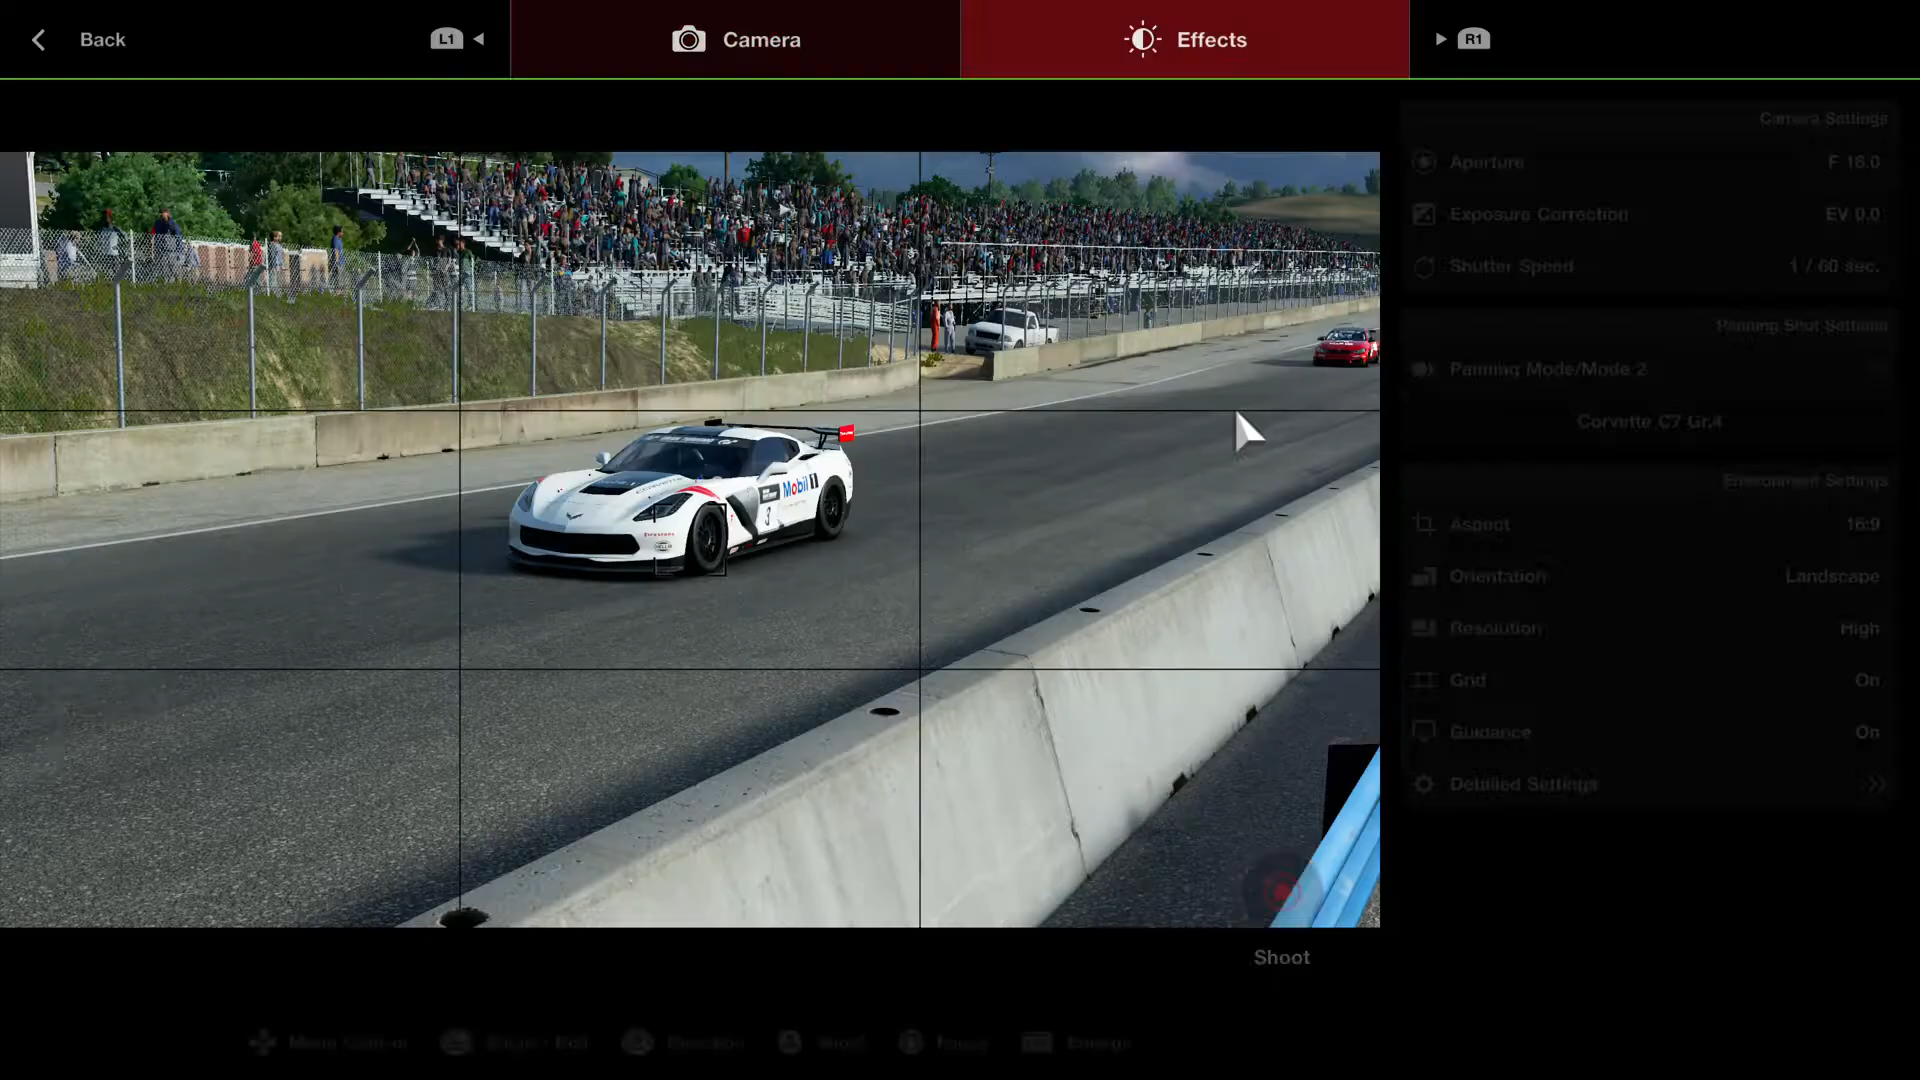 Back
L1
Camera
Effects
R1
Camera Settings
Aperture F 16.0
Exposure Correction EV 0.0
Shutter Speed 1 / 60 sec.
Panning Shot Settings
Panning Mode/Mode 2
Corvette C7 Gr.4
Environment Settings
Aspect 16:9
Orientation Landscape
Resolution High
Grid On
Guidance On
Detailed Settings
Mobil 1
3
Shoot